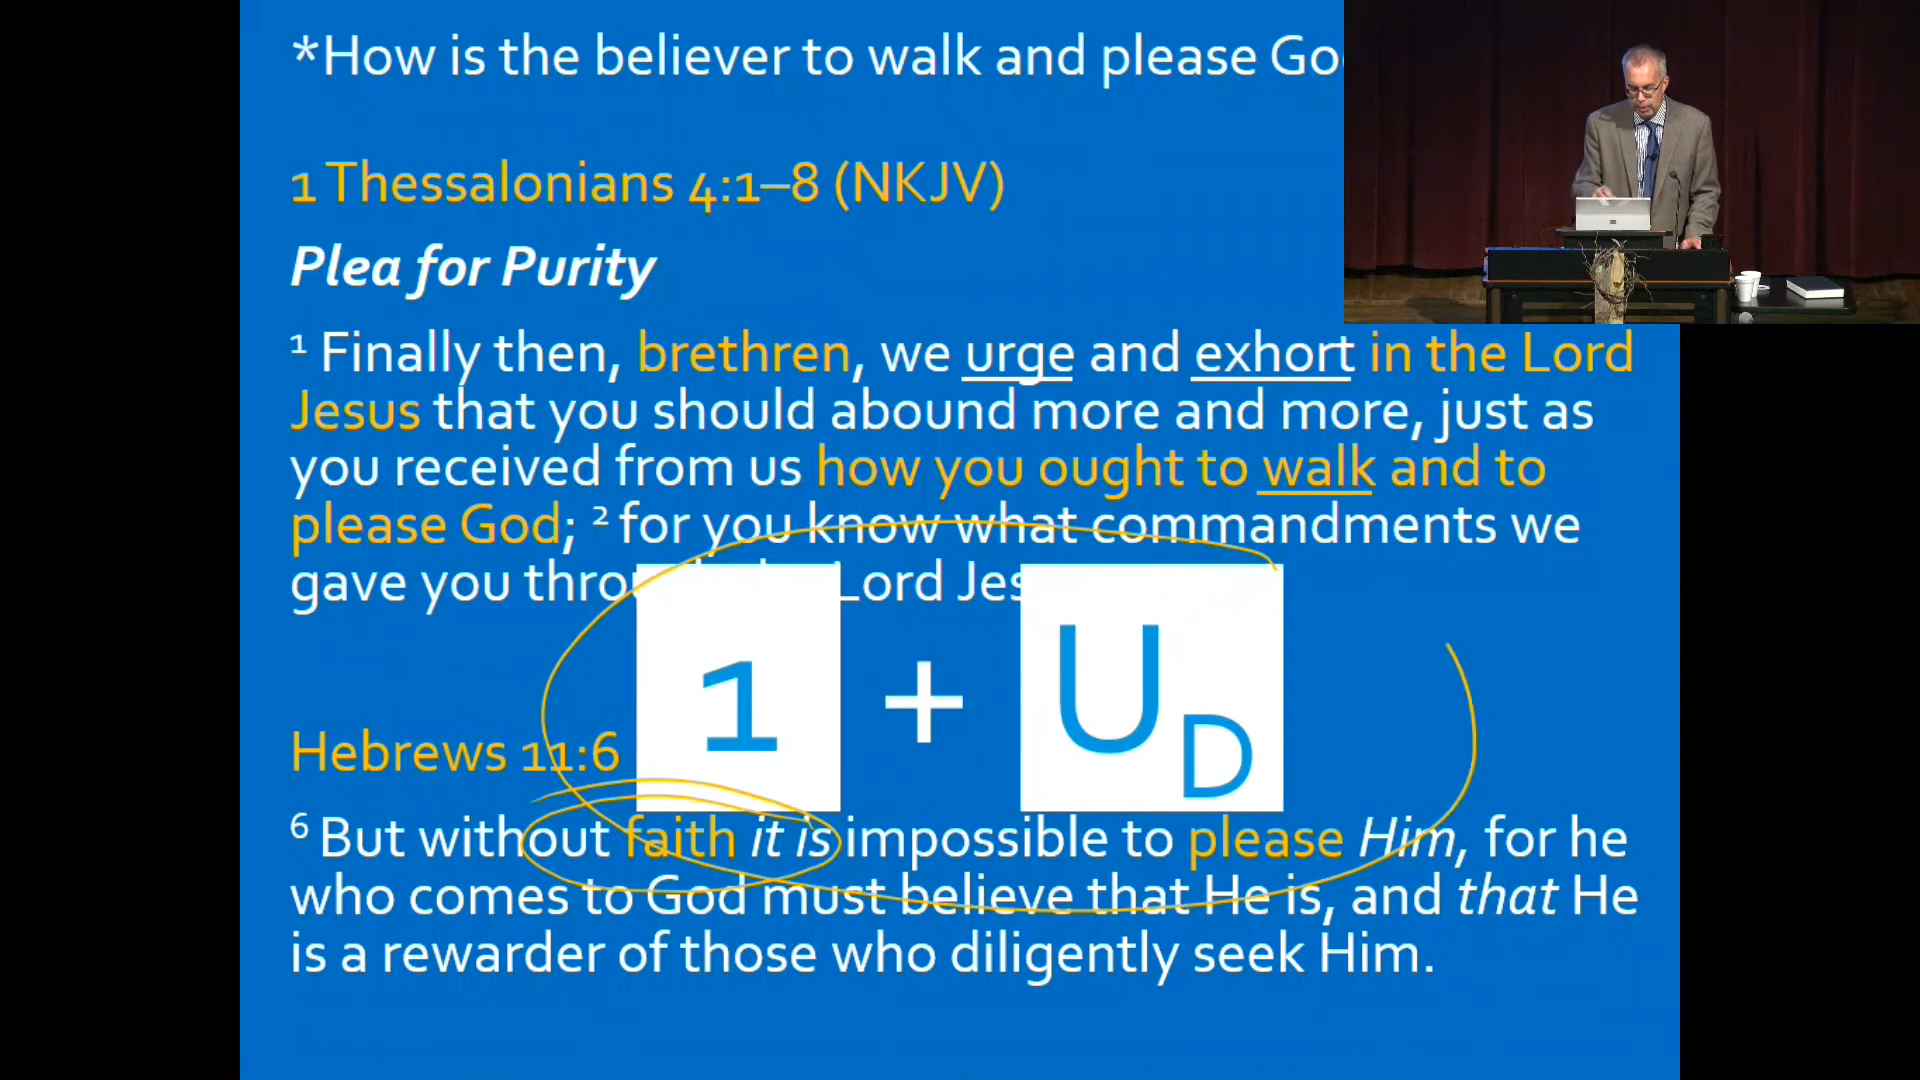 *How is the believer to walk and please Go
1 Thessalonians 4:1–8 (NKJV)
Plea for Purity
1 Finally then, brethren, we urge and exhort in the Lord
Jesus that you should abound more and more, just as
you received from us how you ought to walk and to
please God; 2 for you know what commandments we
gave you Lord
1 + UD
Hebrews 11:6
6 But without faith it is impossible to please Him, for he
who comes to God must believe that He is, and that He
is a rewarder of those who diligently seek Him.